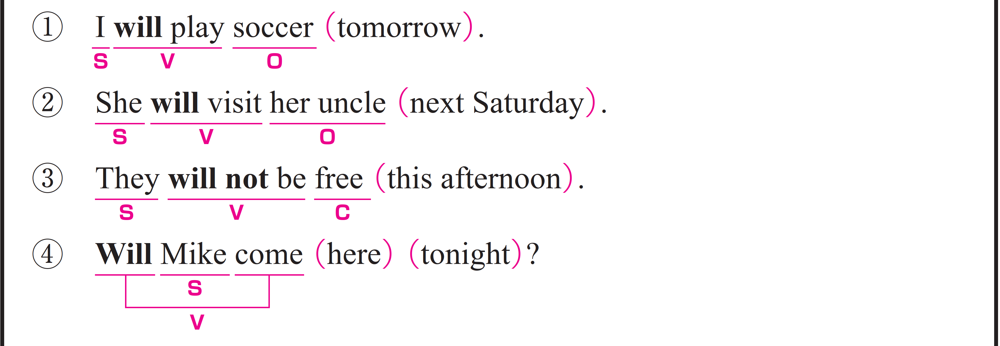 ① I will play soccer (tomorrow).
S V O
② She will visit her uncle (next Saturday).
S V O
③ They will not be free (this afternoon).
S V C
④ Will Mike come (here) (tonight)?
S
V